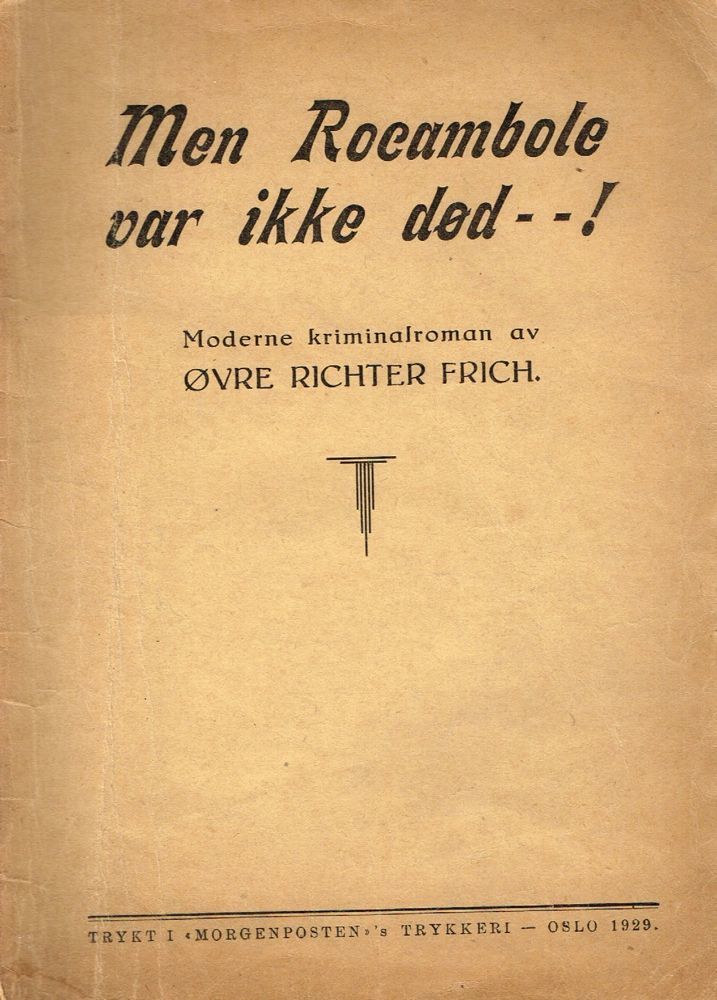 Men Rocambole
var ikke død - - !
Moderne kriminalroman av
ØVRE RICHTER FRICH.
TRYKT I «MORGENPOSTEN»'s TRYKKERI — OSLO 1929.